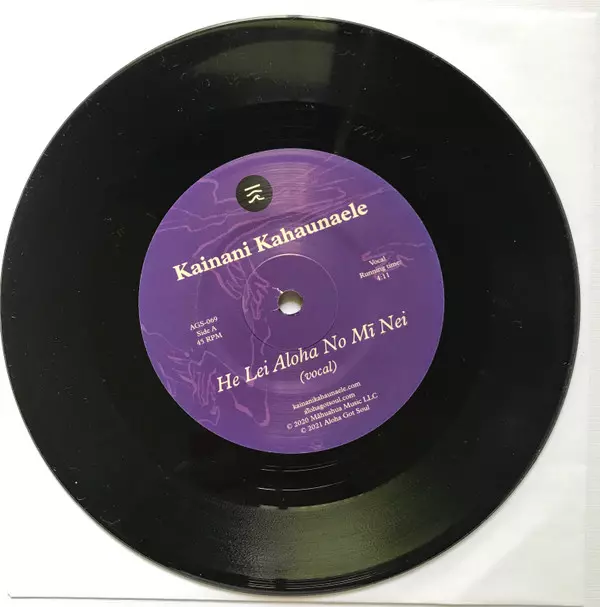 Kainani Kahaunaele
Vocal
Running time:
4:11
AGS-069
Side A
45 RPM
He Lei Aloha No Mī Nei
(vocal)
kainanikahaunaele.com
alohagotsoul.com
© 2020 Māhuahua Music LLC
© 2021 Aloha Got Soul